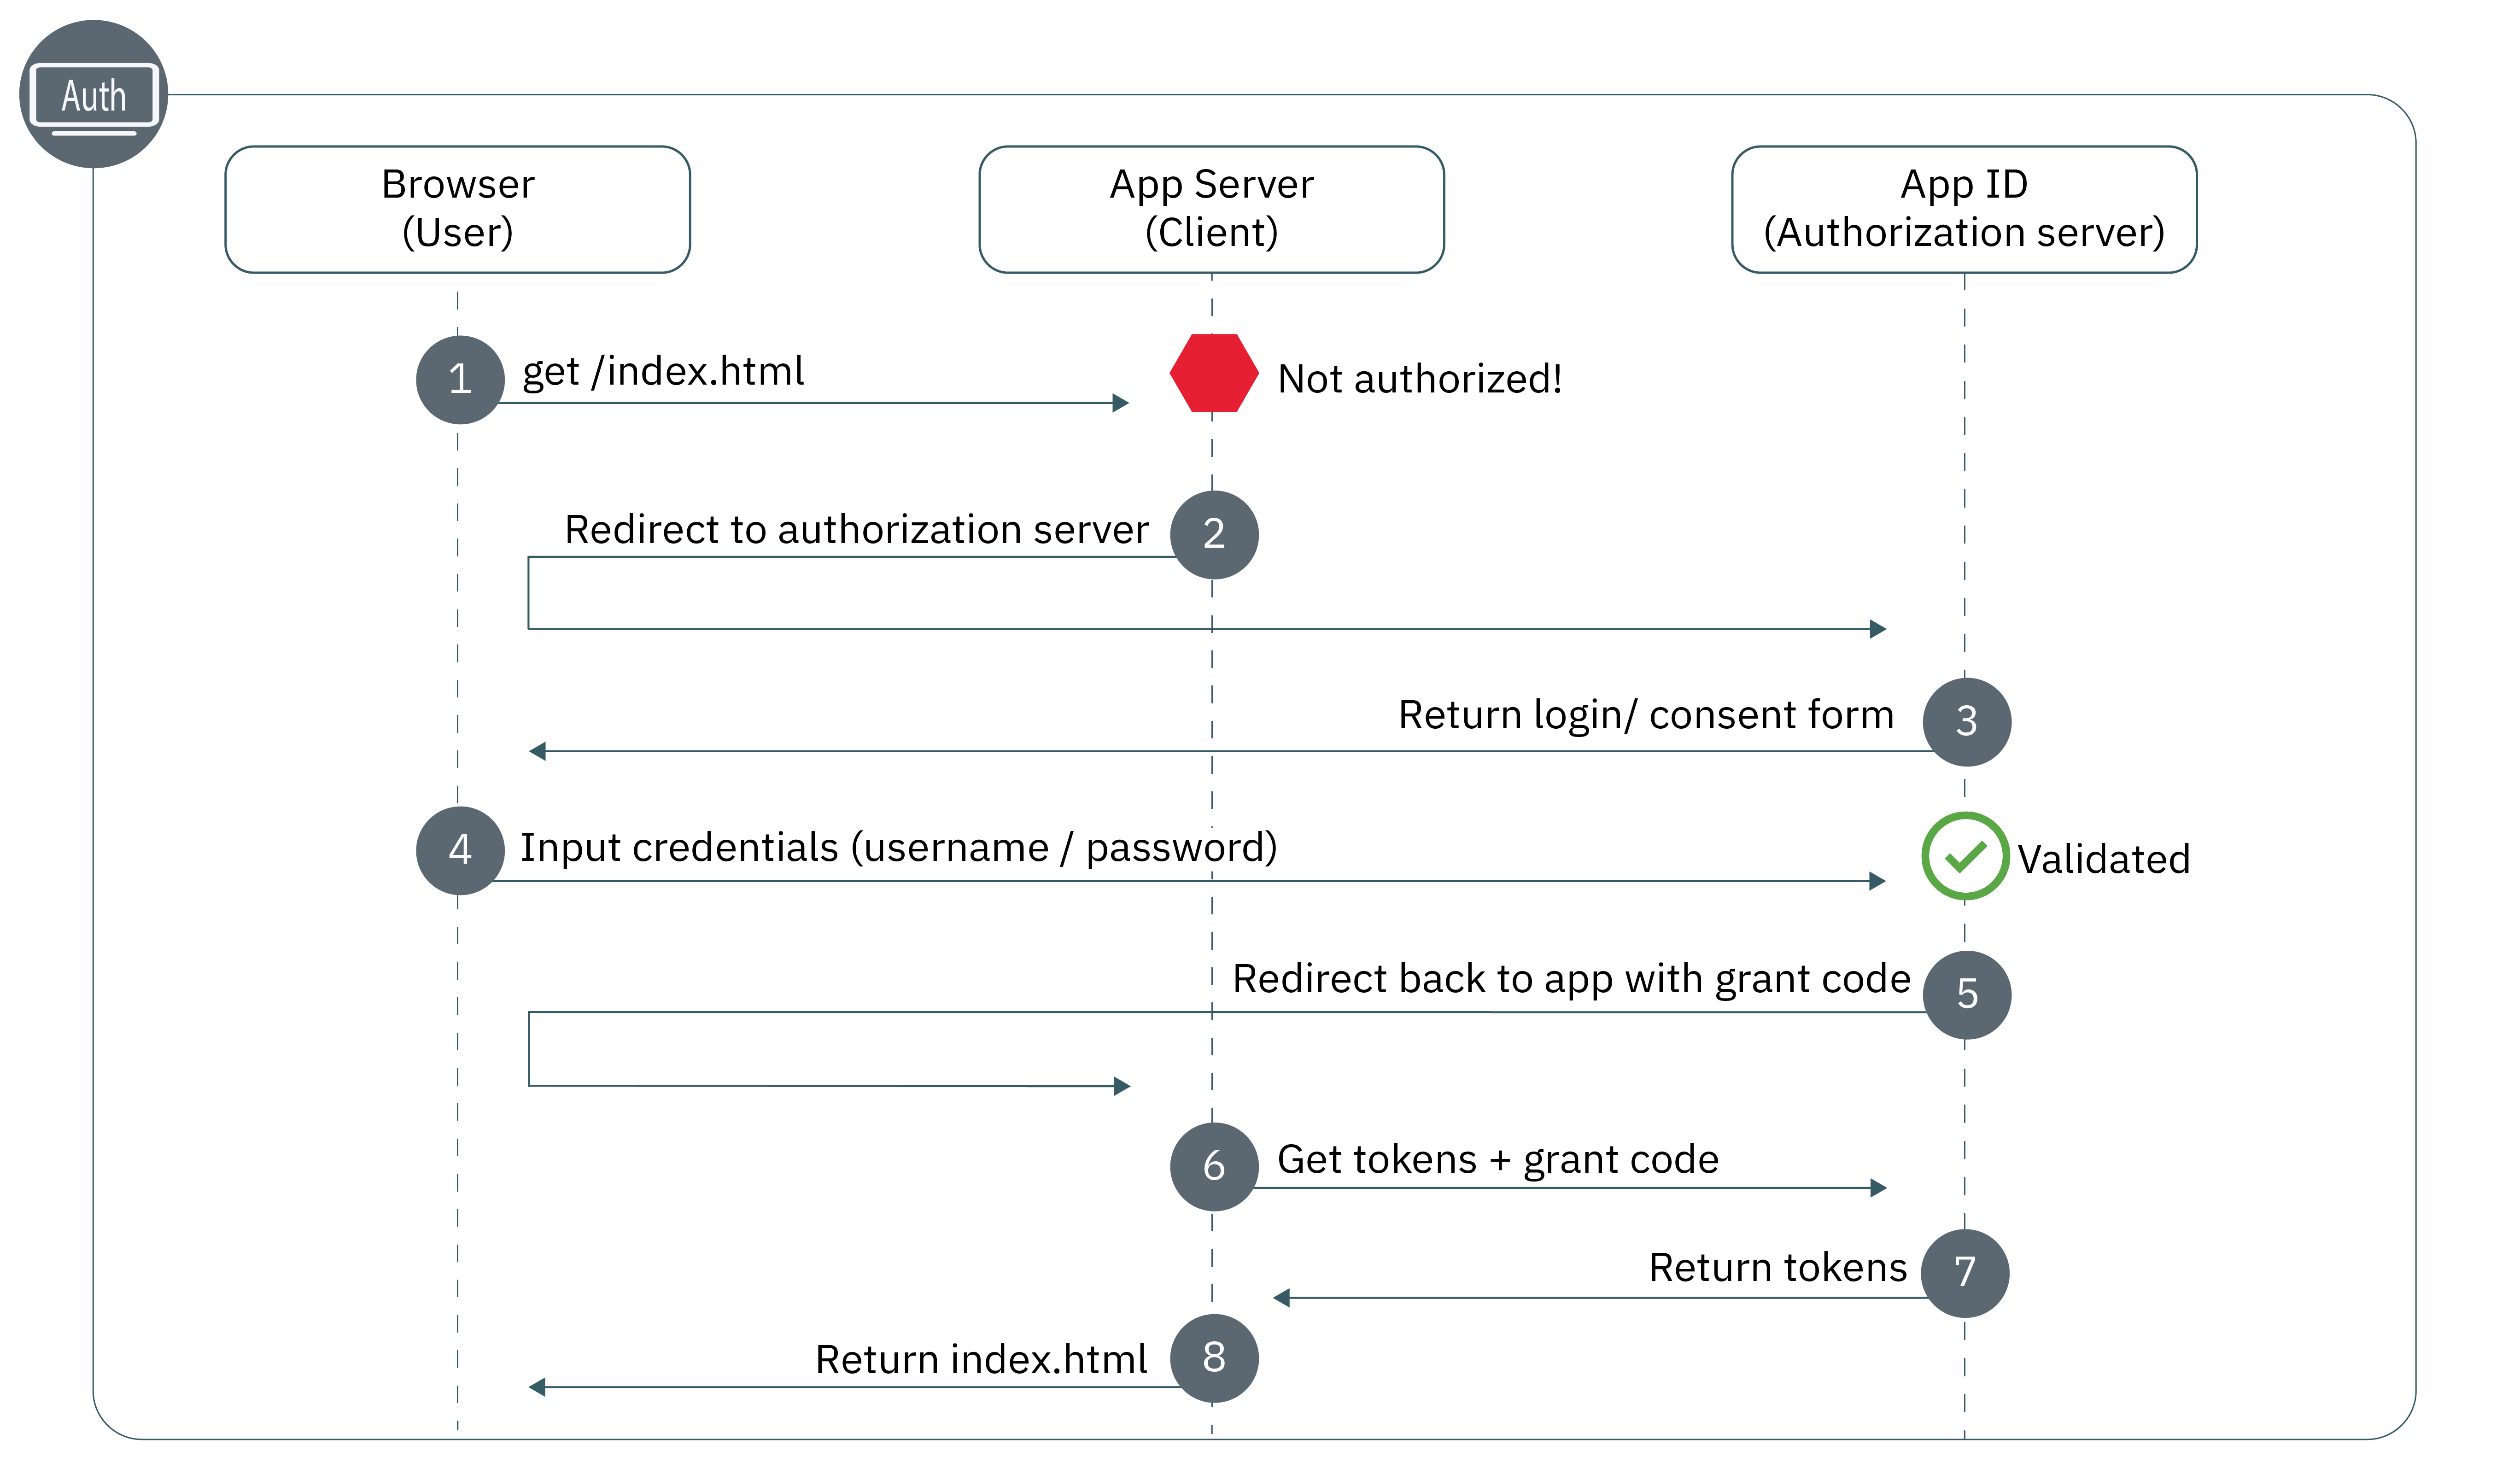 Auth
Browser
(User)
App Server
(Client)
App ID
(Authorization server)
1
get /index.html
Not authorized!
Redirect to authorization server
2
Return login/ consent form
3
4
Input credentials (username / password)
Validated
Redirect back to app with grant code
5
6
Get tokens + grant code
Return tokens
7
Return index.html
8